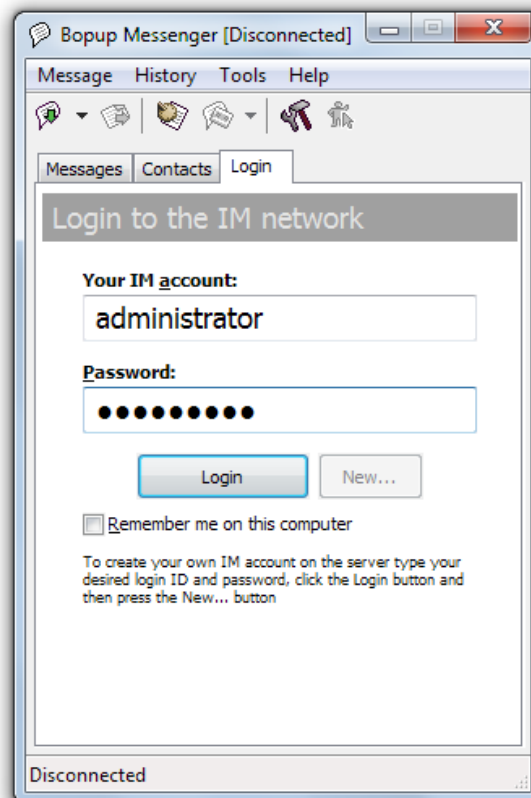 Bopup Messenger [Disconnected]
Message History Tools Help
Messages Contacts Login
Login to the IM network
Your IM account:
administrator
Password:
●●●●●●●●●
Login New...
Remember me on this computer
To create your own IM account on the server type your
desired login ID and password, click the Login button and
then press the New... button
Disconnected